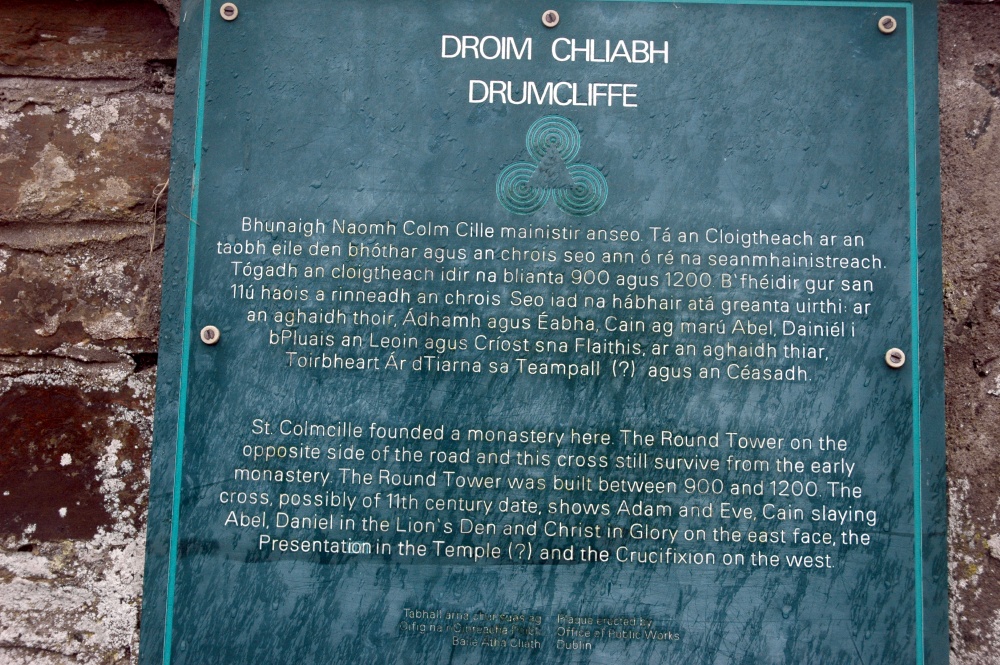 DROIM CHLIABH
DRUMCLIFFE
Bhunaigh Naomh Colm Cille mainistir anseo. Tá an Cloigtheach ar an
taobh eile den bhóthar agus an chrois seo ann ó ré na seanmhainistreach.
Tógadh an cloigtheach idir na blianta 900 agus 1200. B'fhéidir gur san
11ú haois a rinneadh an chrois. Seo iad na hábhair atá greanta uirthi: ar
an aghaidh thoir, Ádhamh agus Éabha, Cain ag marú Abel, Dainiél i
bPluais an Leoin agus Críost sna Flaithis, ar an aghaidh thiar,
Toirbheart Ár dTiarna sa Teampall (?) agus an Céasadh.
St. Colmcille founded a monastery here. The Round Tower on the
opposite side of the road and this cross still survive from the early
monastery. The Round Tower was built between 900 and 1200. The
cross, possibly of 11th century date, shows Adam and Eve, Cain slaying
Abel, Daniel in the Lion's Den and Christ in Glory on the east face, the
Presentation in the Temple (?) and the Crucifixion on the west.
Tabhall arna ag
Oifig na
Baile Átha Cliath
Plaque erected by
Office of Public Works
Dublin